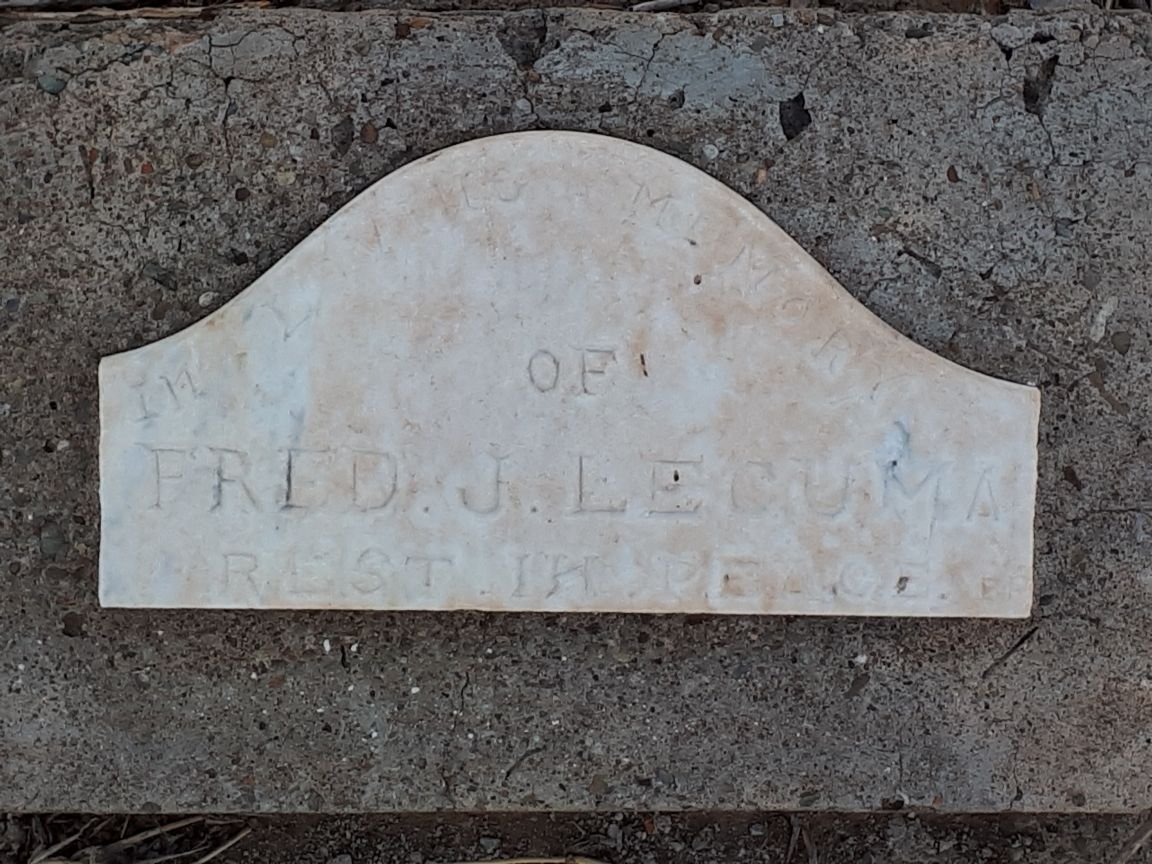 IN LOVING MEMORY
OF
FRED. J. LECUMA
REST IN PEACE.